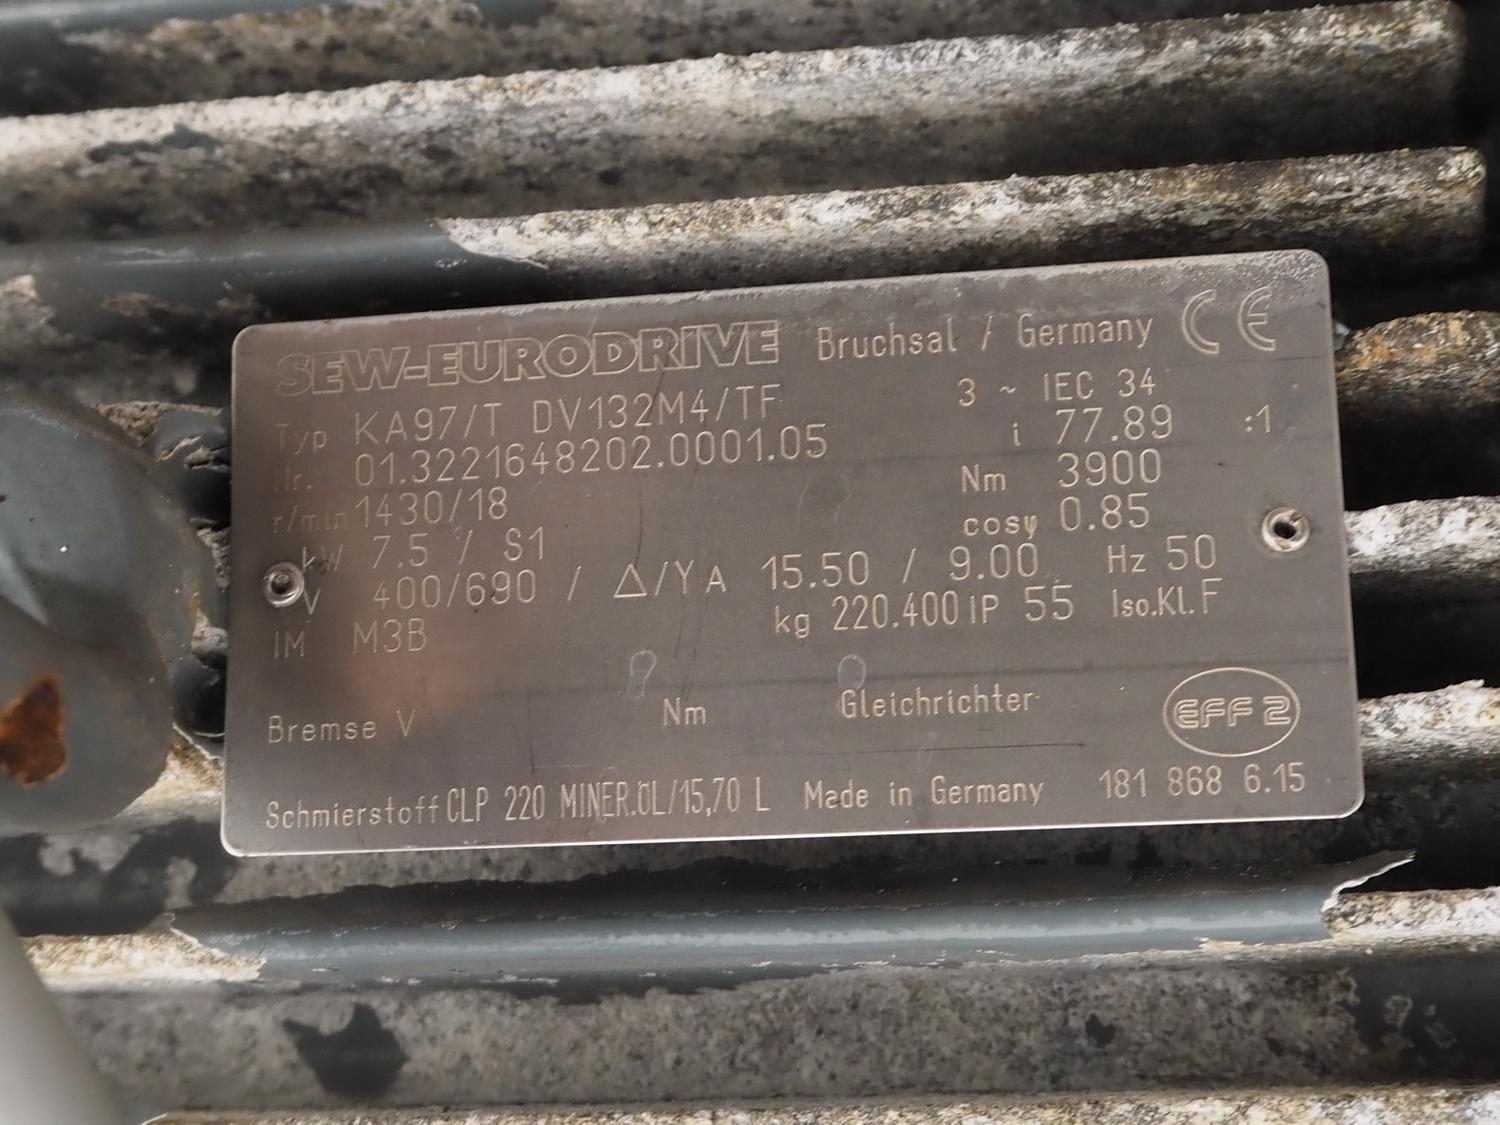 SEW-EURODRIVE Bruchsal / Germany CE
Typ KA97/T DV132M4/TF 3 ~ IEC 34
Nr. 01.3221648202.0001.05 i 77.89 :1
r/min 1430/18 Nm 3900
kW 7.5 / S1 cosφ 0.85
V 400/690 / Δ/Y A 15.50 / 9.00 Hz 50
IM M3B kg 220.400 IP 55 Iso.Kl. F
Bremse V Nm Gleichrichter EFF 2
Schmierstoff CLP 220 MINER.ÖL/15,70 L Made in Germany 181 868 6.15